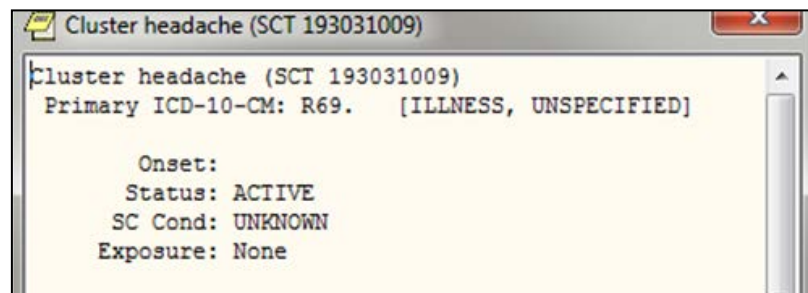 Cluster headache (SCT 193031009)
Cluster headache (SCT 193031009)
Primary ICD-10-CM: R69. [ILLNESS, UNSPECIFIED]
Onset:
Status: ACTIVE
SC Cond: UNKNOWN
Exposure: None